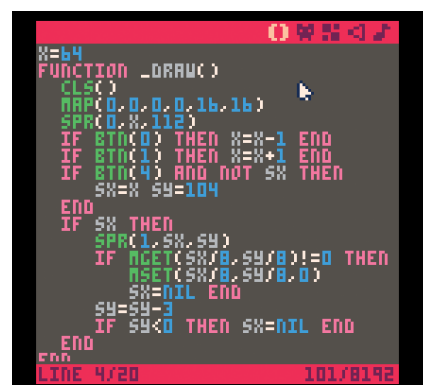 X=64
FUNCTION _DRAW()
CLS()
MAP(0,0,0,0,16,16)
SPR(0,X,112)
IF BTN(0) THEN X=X-1 END
IF BTN(1) THEN X=X+1 END
IF BTN(4) AND NOT SX THEN
SX=X SY=104
END
IF SX THEN
SPR(1,SX,SY)
IF MGET(SX/8,SY/8)!=0 THEN
MSET(SX/8,SY/8,0)
SX=NIL END
SY=SY-3
IF SY<0 THEN SX=NIL END
END
END
LINE 4/20 101/8192